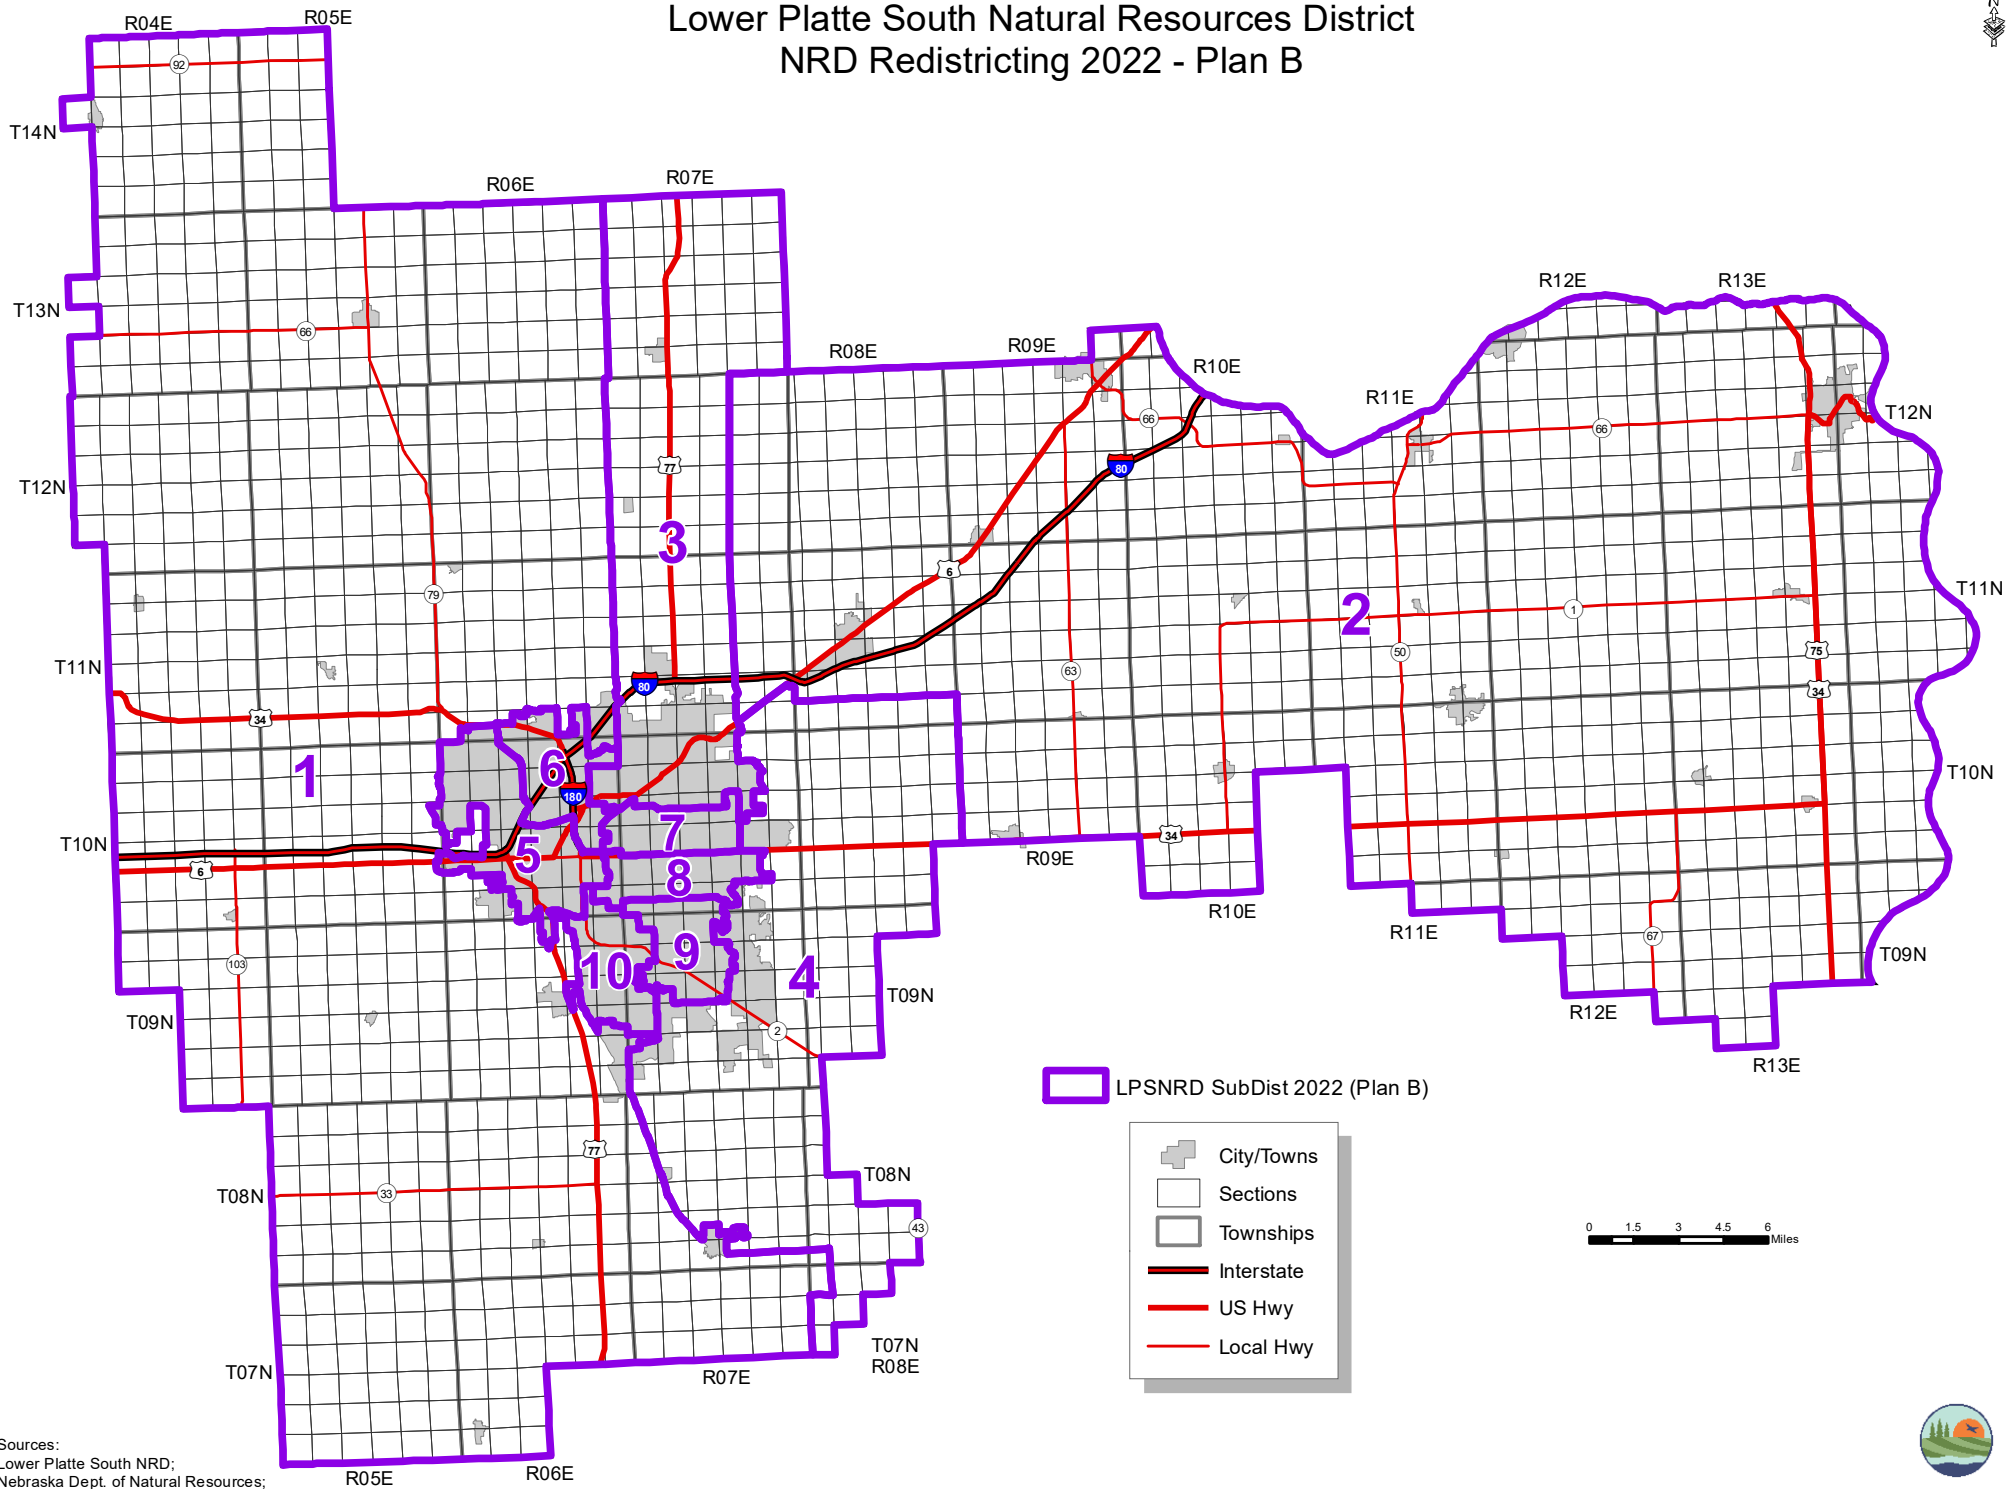 Lower Platte South Natural Resources District
NRD Redistricting 2022 - Plan B
N
R04E
R05E
92
T14N
R06E
R07E
T13N
66
R12E
R13E
R08E
R09E
R10E
R11E
66
66
T12N
77
80
T12N
3
6
79
2
1
T11N
T11N
63
50
75
80
34
34
1
6
180
T10N
7
T10N
5
34
R09E
6
8
R10E
R11E
67
103
10
9
4
T09N
T09N
T09N
R12E
2
R13E
LPSNRD SubDist 2022 (Plan B)
77
City/Towns
T08N
33
T08N
Sections
43
Townships
0 1.5 3 4.5 6
Miles
Interstate
US Hwy
T07N
R08E
Local Hwy
T07N
R07E
R05E
R06E
Sources:
Lower Platte South NRD;
Nebraska Dept. of Natural Resources;